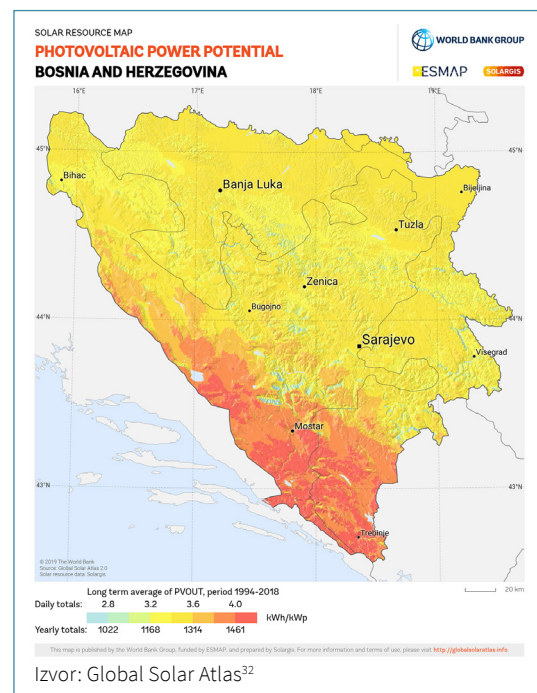 SOLAR RESOURCE MAP
PHOTOVOLTAIC POWER POTENTIAL
BOSNIA AND HERZEGOVINA
WORLD BANK GROUP
ESMAP
SOLARGIS
16°E 17°E 18°E 19°E
45°N 45°N
Bihac
Banja Luka
Bijeljina
Tuzla
Zenica
Bugojno
44°N 44°N
Sarajevo
Visegrad
Mostar
43°N 43°N
Trebinje
© 2019 The World Bank
Source: Global Solar Atlas 2.0
Solar resource data: Solargis
20 km
Long term average of PVOUT, period 1994-2018
Daily totals: 2.8 3.2 3.6 4.0
kWh/kWp
Yearly totals: 1022 1168 1314 1461
This map is published by the World Bank Group, funded by ESMAP, and prepared by Solargis. For more information and terms of use, please visit http://globalsolaratlas.info.
Izvor: Global Solar Atlas³²